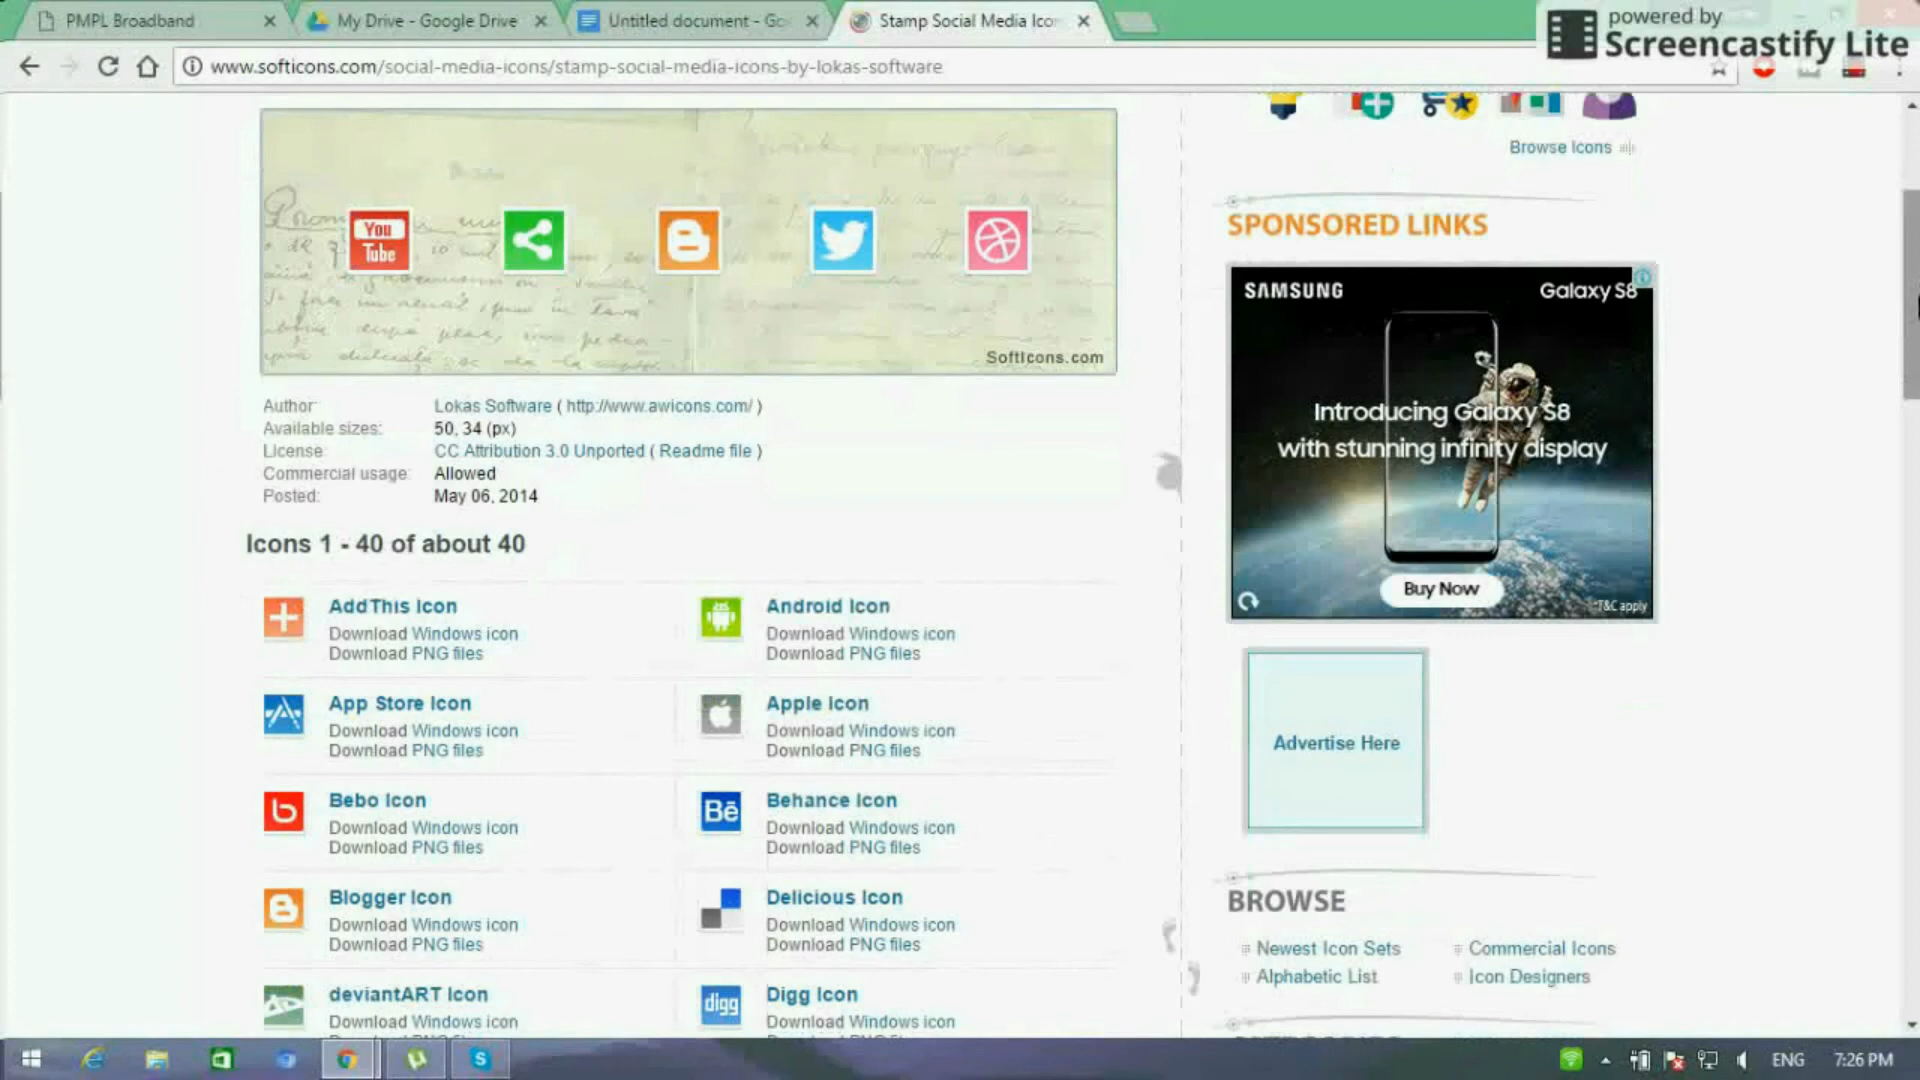 PMPL Broadband
My Drive - Google Drive
Untitled document - Go
Stamp Social Media Ico
powered by
Screencastify Lite
www.softicons.com/social-media-icons/stamp-social-media-icons-by-lokas-software
You
Tube
SoftIcons.com
Author:
Lokas Software ( http://www.awicons.com/ )
Available sizes:
50, 34 (px)
License:
CC Attribution 3.0 Unported ( Readme file )
Commercial usage:
Allowed
Posted:
May 06, 2014
Icons 1 - 40 of about 40
AddThis Icon
Download Windows icon
Download PNG files
Android Icon
Download Windows icon
Download PNG files
App Store Icon
Download Windows icon
Download PNG files
Apple Icon
Download Windows icon
Download PNG files
Bebo Icon
Download Windows icon
Download PNG files
Bē
Behance Icon
Download Windows icon
Download PNG files
Blogger Icon
Download Windows icon
Download PNG files
Delicious Icon
Download Windows icon
Download PNG files
deviantART Icon
Download Windows icon
digg
Digg Icon
Download Windows icon
Browse Icons
SPONSORED LINKS
SAMSUNG
Galaxy S8
Introducing Galaxy S8
with stunning infinity display
Buy Now
*T&C apply
Advertise Here
BROWSE
Newest Icon Sets
Commercial Icons
Alphabetic List
Icon Designers
ENG
7:26 PM